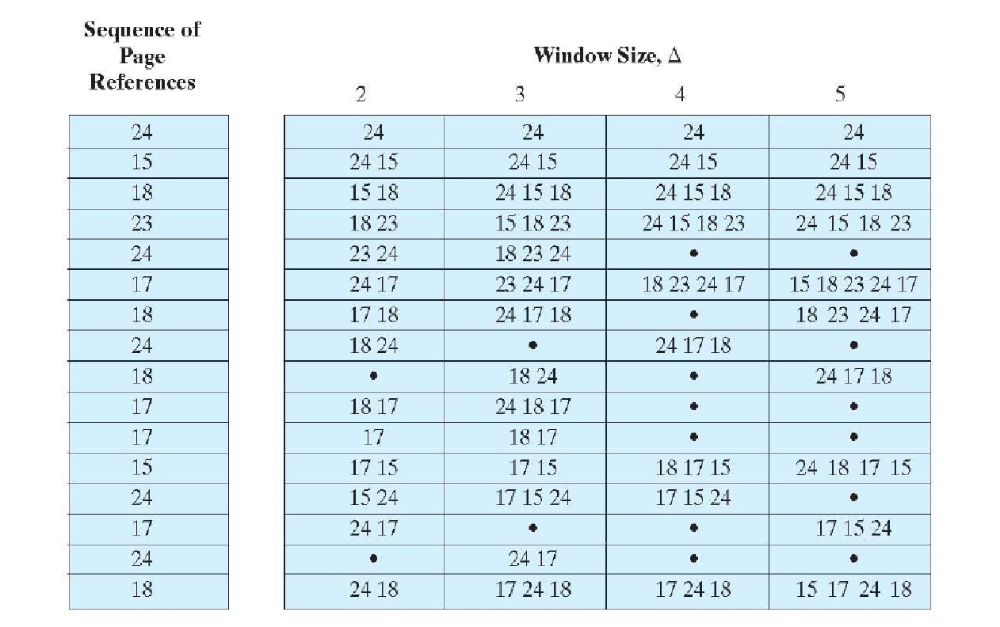 Sequence of
Page
References
Window Size, Δ
2 3 4 5
24 24 24 24 24
15 24 15 24 15 24 15 24 15
18 15 18 24 15 18 24 15 18 24 15 18
23 18 23 15 18 23 24 15 18 23 24 15 18 23
24 23 24 18 23 24 • •
17 24 17 23 24 17 18 23 24 17 15 18 23 24 17
18 17 18 24 17 18 • 18 23 24 17
24 18 24 • 24 17 18 •
18 • 18 24 • 24 17 18
17 18 17 24 18 17 • •
17 17 18 17 • •
15 17 15 17 15 18 17 15 24 18 17 15
24 15 24 17 15 24 17 15 24 •
17 24 17 • • 17 15 24
24 • 24 17 • •
18 24 18 17 24 18 17 24 18 15 17 24 18